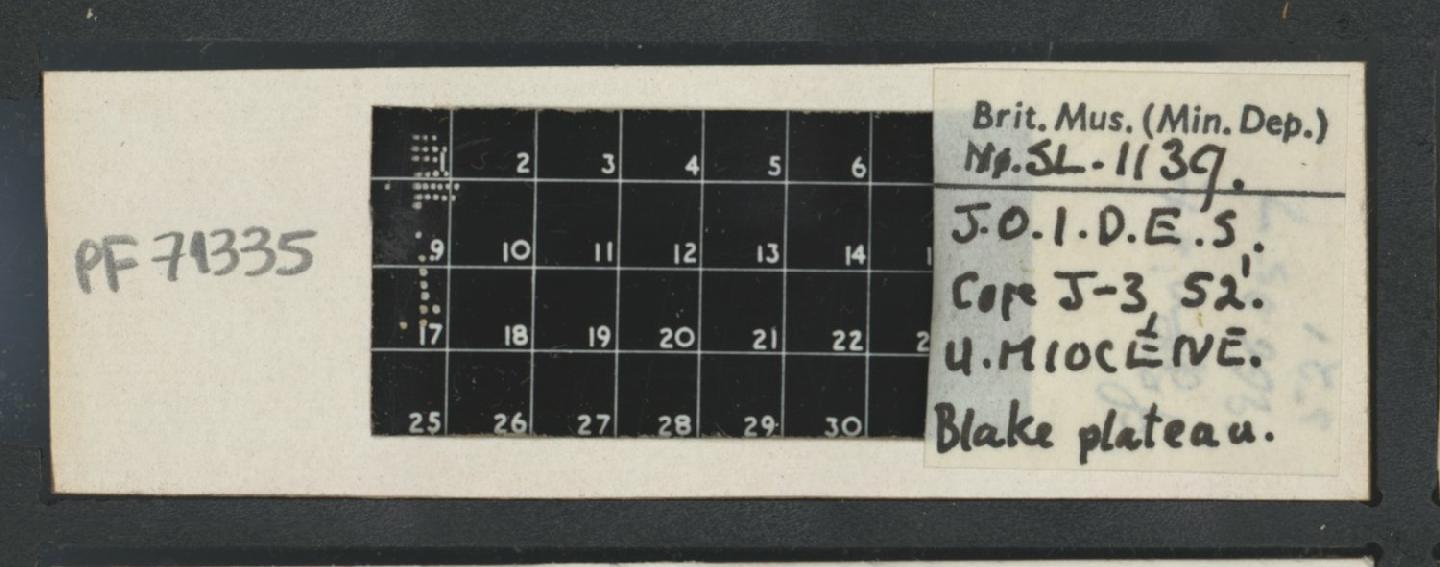 PF 71335
1 2 3 4 5 6
9 10 11 12 13 14 1
17 18 19 20 21 22 2
25 26 27 28 29 30
Brit. Mus. (Min. Dep.)
No. SL-1139.
J.O.I.D.E.S.
Core J-3, 52'.
U. MIOCENE.
Blake plateau.